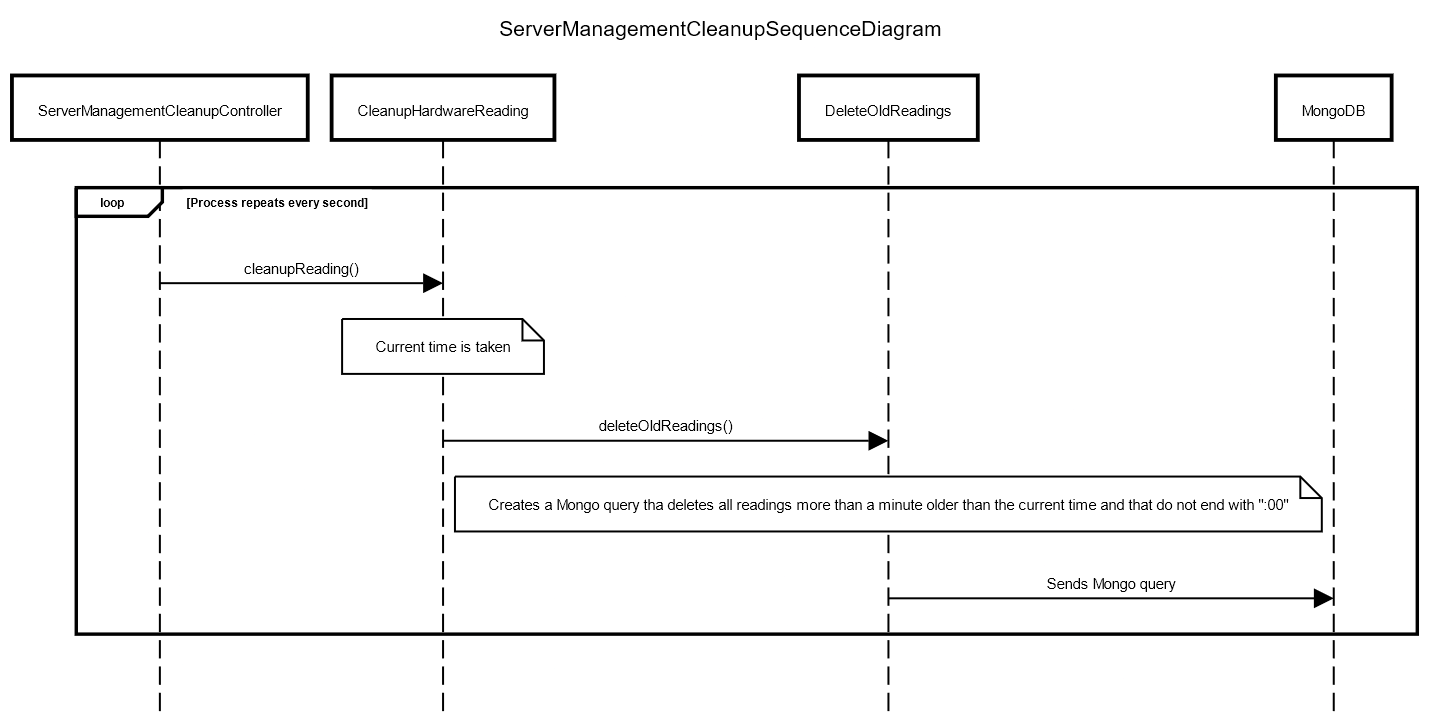 ServerManagementCleanupSequenceDiagram
ServerManagementCleanupController
CleanupHardwareReading
DeleteOldReadings
MongoDB
loop
[Process repeats every second]
cleanupReading()
Current time is taken
deleteOldReadings()
Creates a Mongo query tha deletes all readings more than a minute older than the current time and that do not end with ":00"
Sends Mongo query